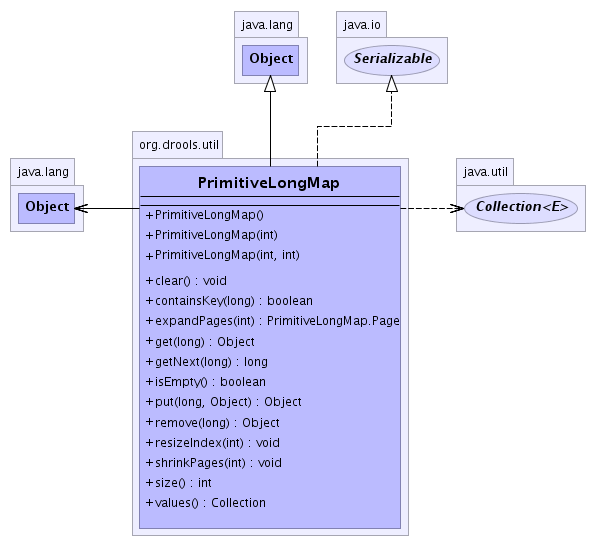 java.lang
Object
java.io
Serializable
org.drools.util
java.lang
Object
PrimitiveLongMap
java.util
Collection<E>
+ PrimitiveLongMap()
+ PrimitiveLongMap(int)
+ PrimitiveLongMap(int, int)
+ clear() : void
+ containsKey(long) : boolean
+ expandPages(int) : PrimitiveLongMap.Page
+ get(long) : Object
+ getNext(long) : long
+ isEmpty() : boolean
+ put(long, Object) : Object
+ remove(long) : Object
+ resizeIndex(int) : void
+ shrinkPages(int) : void
+ size() : int
+ values() : Collection